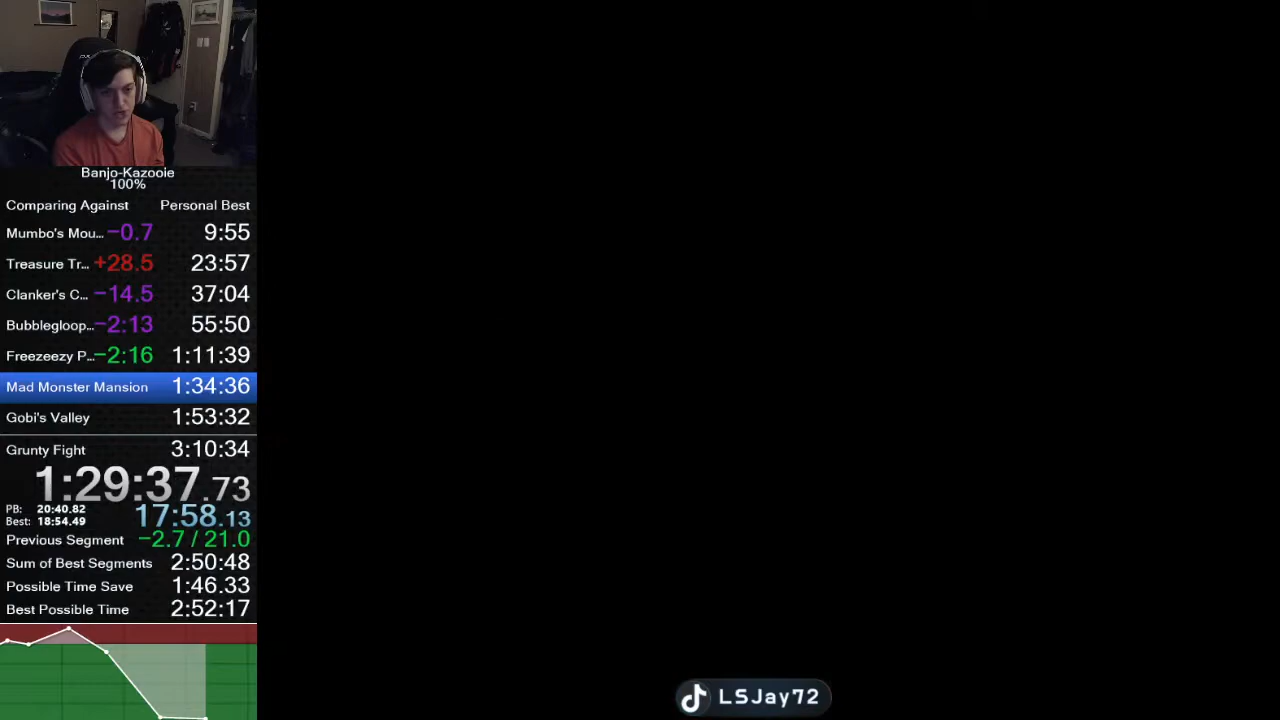 Banjo-Kazooie
100%
Comparing Against Personal Best
Mumbo's Mou... −0.7 9:55
Treasure Tr... +28.5 23:57
Clanker's C... −14.5 37:04
Bubblegloop... −2:13 55:50
Freezeezy P... −2:16 1:11:39
Mad Monster Mansion 1:34:36
Gobi's Valley 1:53:32
Grunty Fight 3:10:34
1:29:37.73
PB: 20:40.82 17:58.13
Best: 18:54.49
Previous Segment −2.7 / 21.0
Sum of Best Segments 2:50:48
Possible Time Save 1:46.33
Best Possible Time 2:52:17
LSJay72